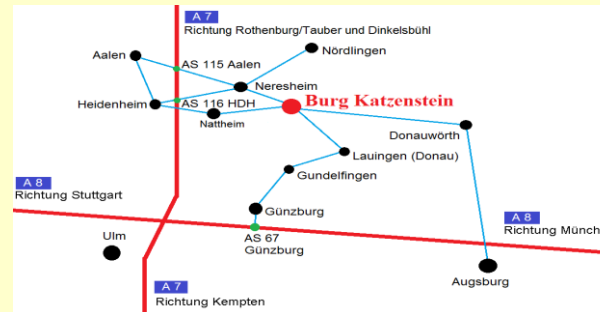 A 7
Richtung Rothenburg/Tauber und Dinkelsbühl
Nördlingen
Aalen
AS 115 Aalen
Neresheim
Heidenheim
AS 116 HDH
Burg Katzenstein
Nattheim
Donauwörth
Lauingen (Donau)
Gundelfingen
A 8
Richtung Stuttgart
Günzburg
A 8
Richtung Münch
Ulm
AS 67
Günzburg
Augsburg
A 7
Richtung Kempten